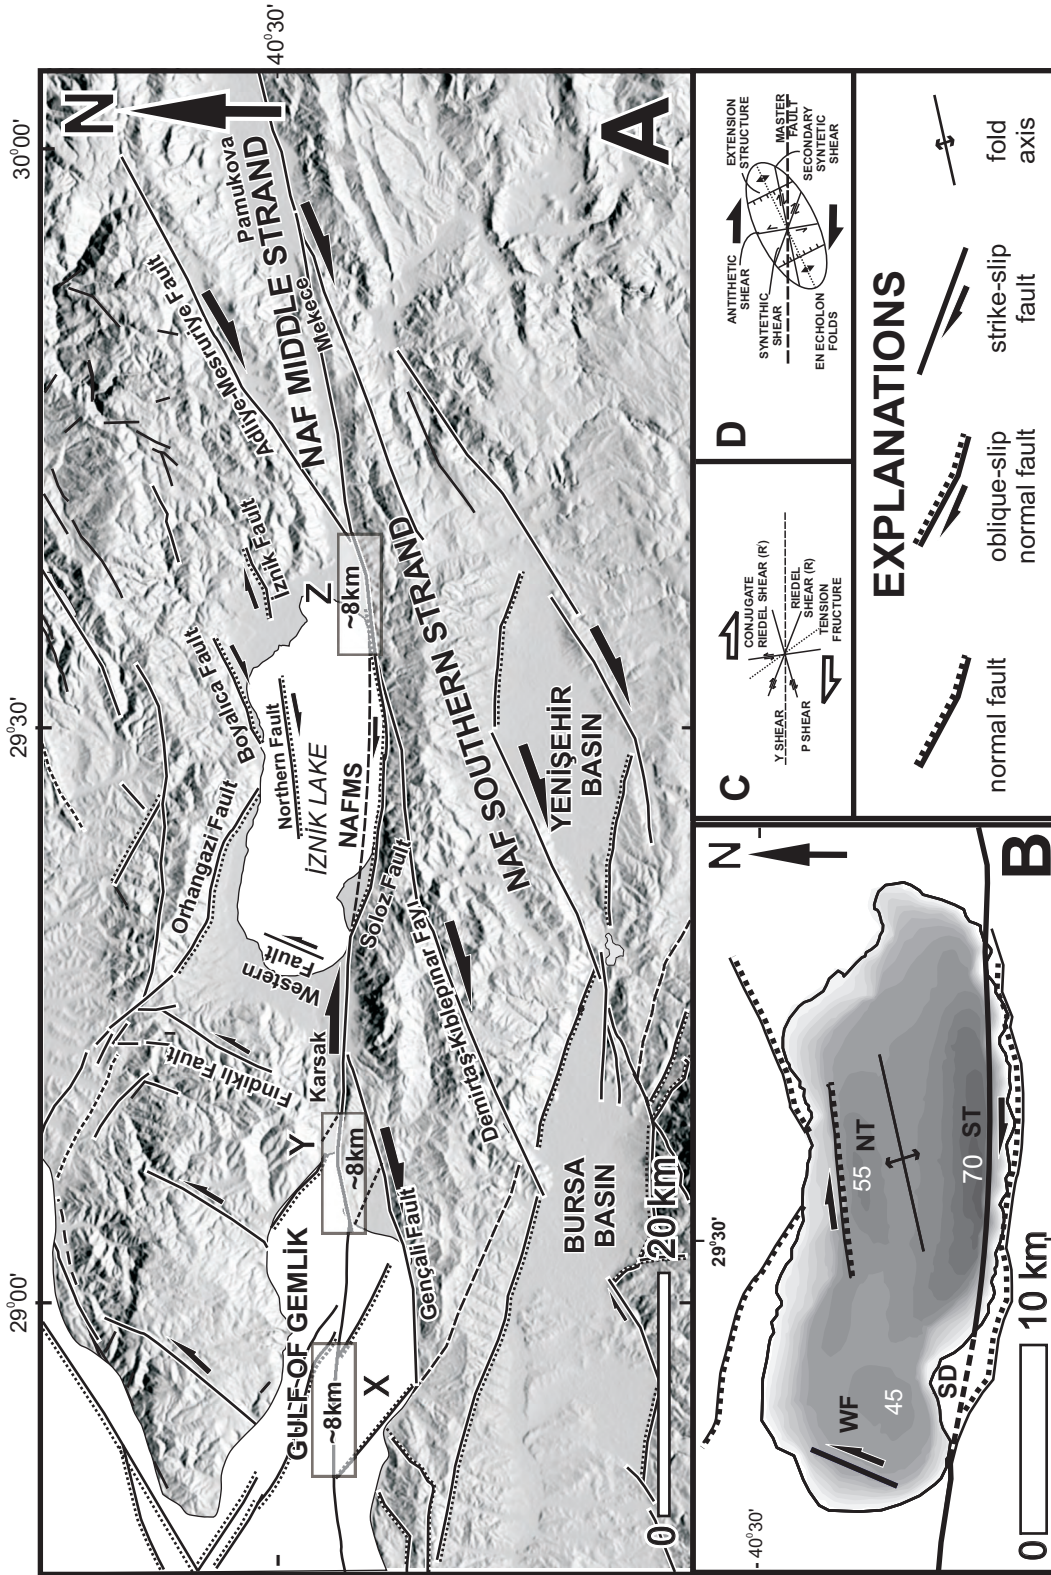 29°00'
29°30'
30°00'
40°30'
N
A
Pamukova
NAF MIDDLE STRAND
Mekece
Adliye-Mesruriye Fault
İznik Fault
Z
~8km
Boyalica Fault
Northern Fault
İZNİK LAKE
NAFMS
Orhangazi Fault
Western
Fault
Soloz Fault
Fındıklı Fault
Karsak
Y
~8km
GULF OF GEMLİK
~8km
X
Gençali Fault
Demirtaş-Kıblepınar Fayı
NAF SOUTHERN STRAND
YENİŞEHİR
BASIN
BURSA
BASIN
0
20 km
B
N
40°30'
29°30'
WF
45
SD
55
NT
70
ST
0
10 km
C
CONJUGATE
RIEDEL SHEAR (R)
RIEDEL
SHEAR (R)
TENSION
FRUCTURE
Y SHEAR
P SHEAR
D
ANTITHETIC
SHEAR
SYNTETHIC
SHEAR
EXTENSION
STRUCTURE
MASTER
FAULT
SECONDARY
SYNTETIC
SHEAR
EN ECHOLON
FOLDS
EXPLANATIONS
normal fault
oblique-slip
normal fault
strike-slip
fault
fold
axis